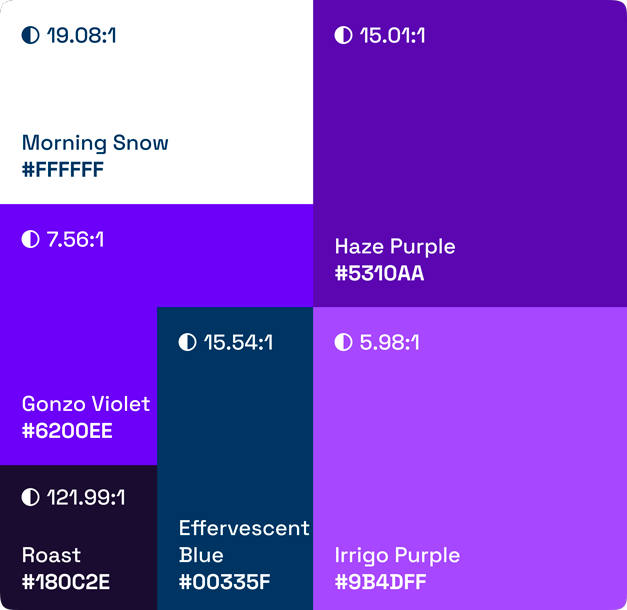 19.08:1
Morning Snow
#FFFFFF
15.01:1
Haze Purple
#5310AA
7.56:1
Gonzo Violet
#6200EE
15.54:1
Effervescent
Blue
#00335F
5.98:1
Irrigo Purple
#9B4DFF
121.99:1
Roast
#180C2E